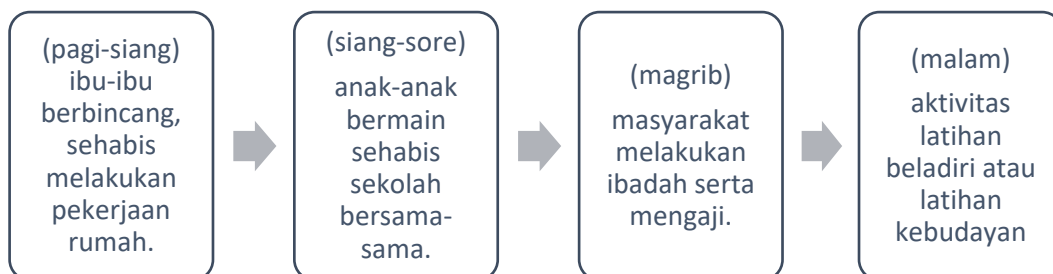 (pagi-siang)
ibu-ibu
berbincang,
sehabis
melakukan
pekerjaan
rumah.
(siang-sore)
anak-anak
bermain
sehabis
sekolah
bersama-
sama.
(magrib)
masyarakat
melakukan
ibadah serta
mengaji.
(malam)
aktivitas
latihan
beladiri atau
latihan
kebudayan